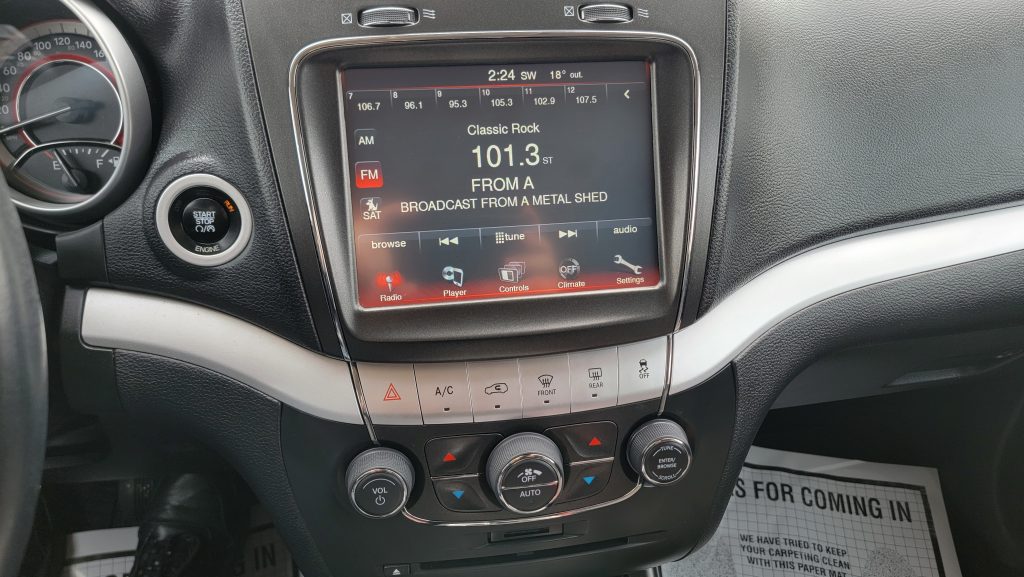 2:24 SW 18° out.
7 8 9 10 11 12
106.7 96.1 95.3 105.3 102.9 107.5
AM
FM
SAT
Classic Rock
101.3 ST
FROM A
BROADCAST FROM A METAL SHED
browse tune audio
Radio Player Controls OFF Climate Settings
60 80 100 120 140
E F
RUN
START
STOP
ENGINE
A/C
FRONT
REAR
OFF
VOL
OFF
AUTO
TUNE
ENTER/
BROWSE
SCROLL
S FOR COMING IN
WE HAVE TRIED TO KEEP
YOUR CARPETING CLEAN
WITH THIS PAPER MAT
IN